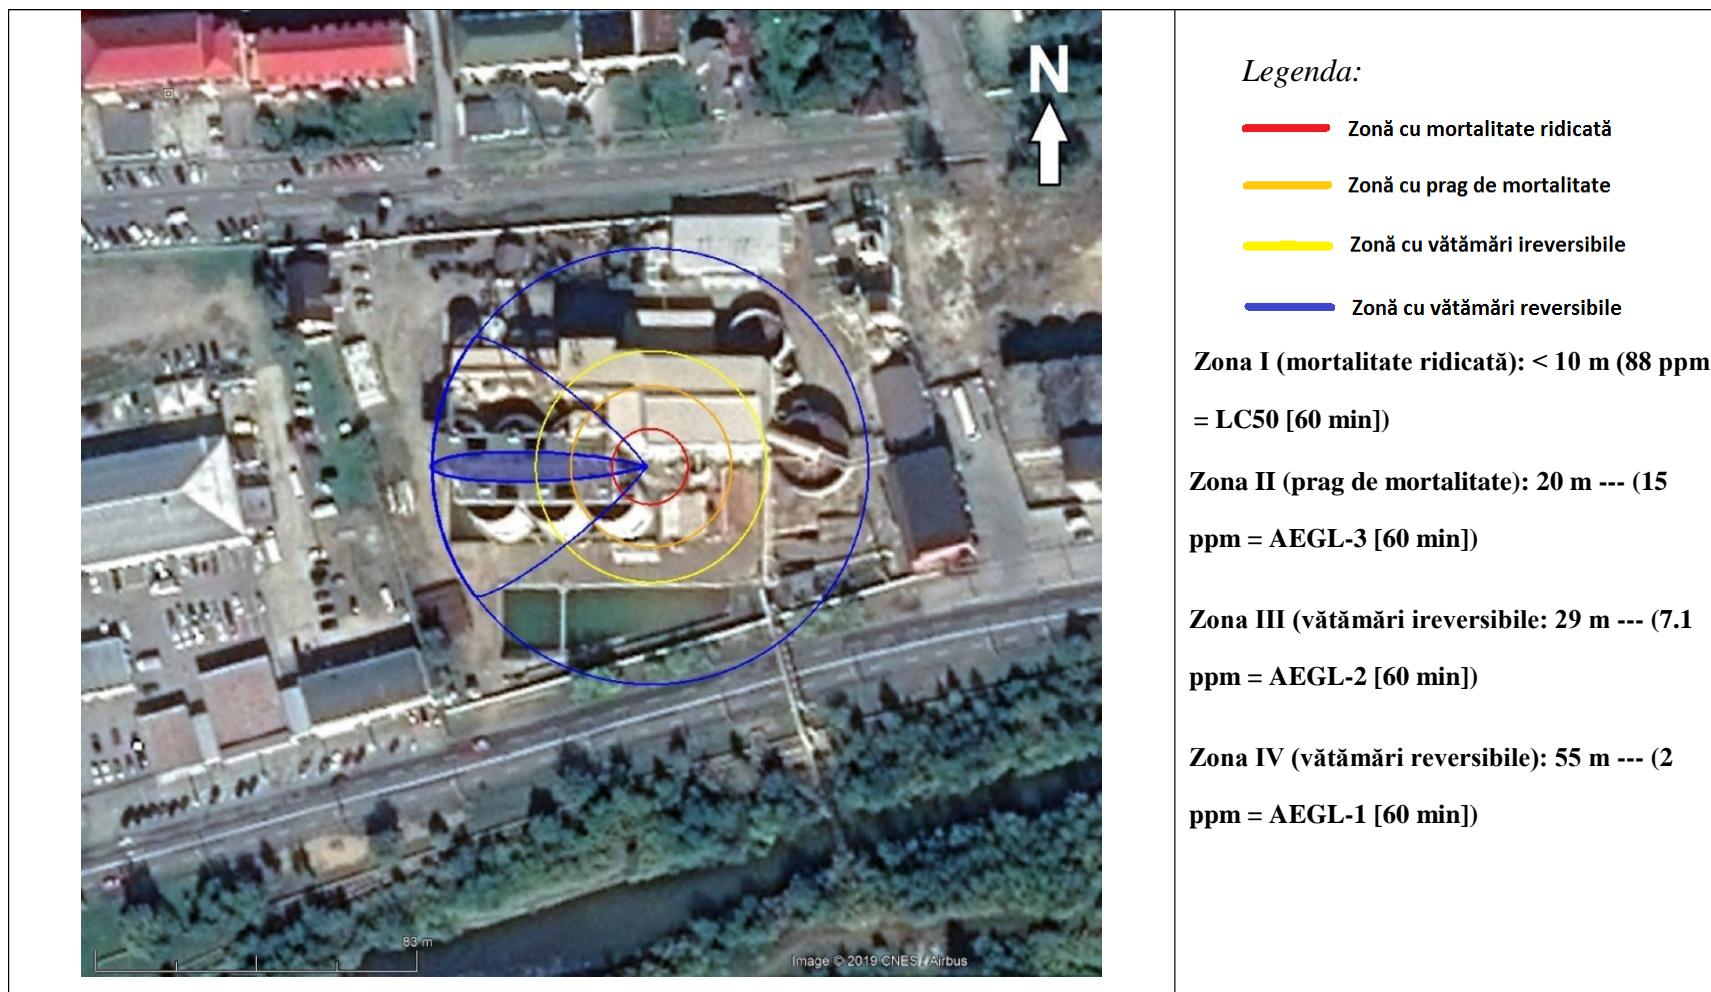 N
Legenda:
Zonă cu mortalitate ridicată
Zonă cu prag de mortalitate
Zonă cu vătămări ireversibile
Zonă cu vătămări reversibile
Zona I (mortalitate ridicată): < 10 m (88 ppm
= LC50 [60 min])
Zona II (prag de mortalitate): 20 m --- (15
ppm = AEGL-3 [60 min])
Zona III (vătămări ireversibile: 29 m --- (7.1
ppm = AEGL-2 [60 min])
Zona IV (vătămări reversibile): 55 m --- (2
ppm = AEGL-1 [60 min])
83 m
Image © 2019 CNES / Airbus